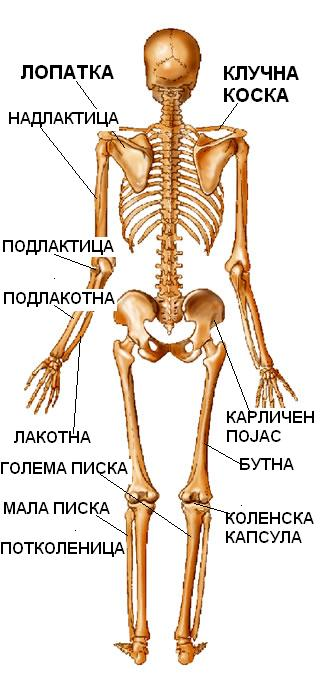 ЛОПАТКА
КЛУЧНА
КОСКА
НАДЛАКТИЦА
ПОДЛАКТИЦА
ПОДЛАКОТНА
ЛАКОТНА
КАРЛИЧЕН
ПОЈАС
ГОЛЕМА ПИСКА
БУТНА
МАЛА ПИСКА
КОЛЕНСКА
КАПСУЛА
ПОТКОЛЕНИЦА